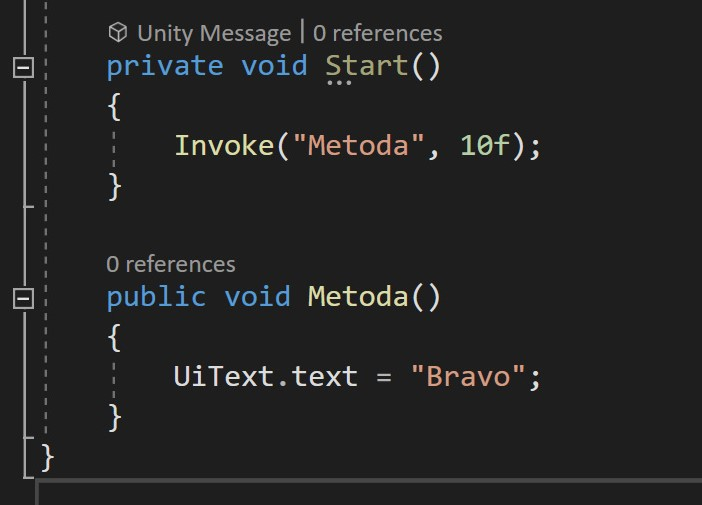 Unity Message | 0 references
private void Start()
{
Invoke("Metoda", 10f);
}
0 references
public void Metoda()
{
UiText.text = "Bravo";
}
}